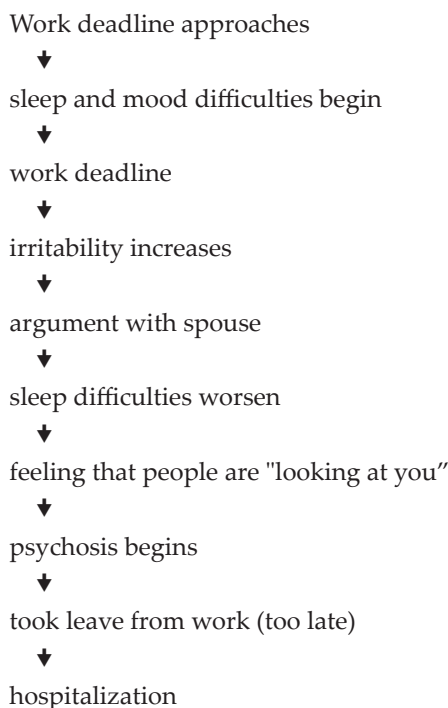 Work deadline approaches
sleep and mood difficulties begin
work deadline
irritability increases
argument with spouse
sleep difficulties worsen
feeling that people are "looking at you”
psychosis begins
took leave from work (too late)
hospitalization